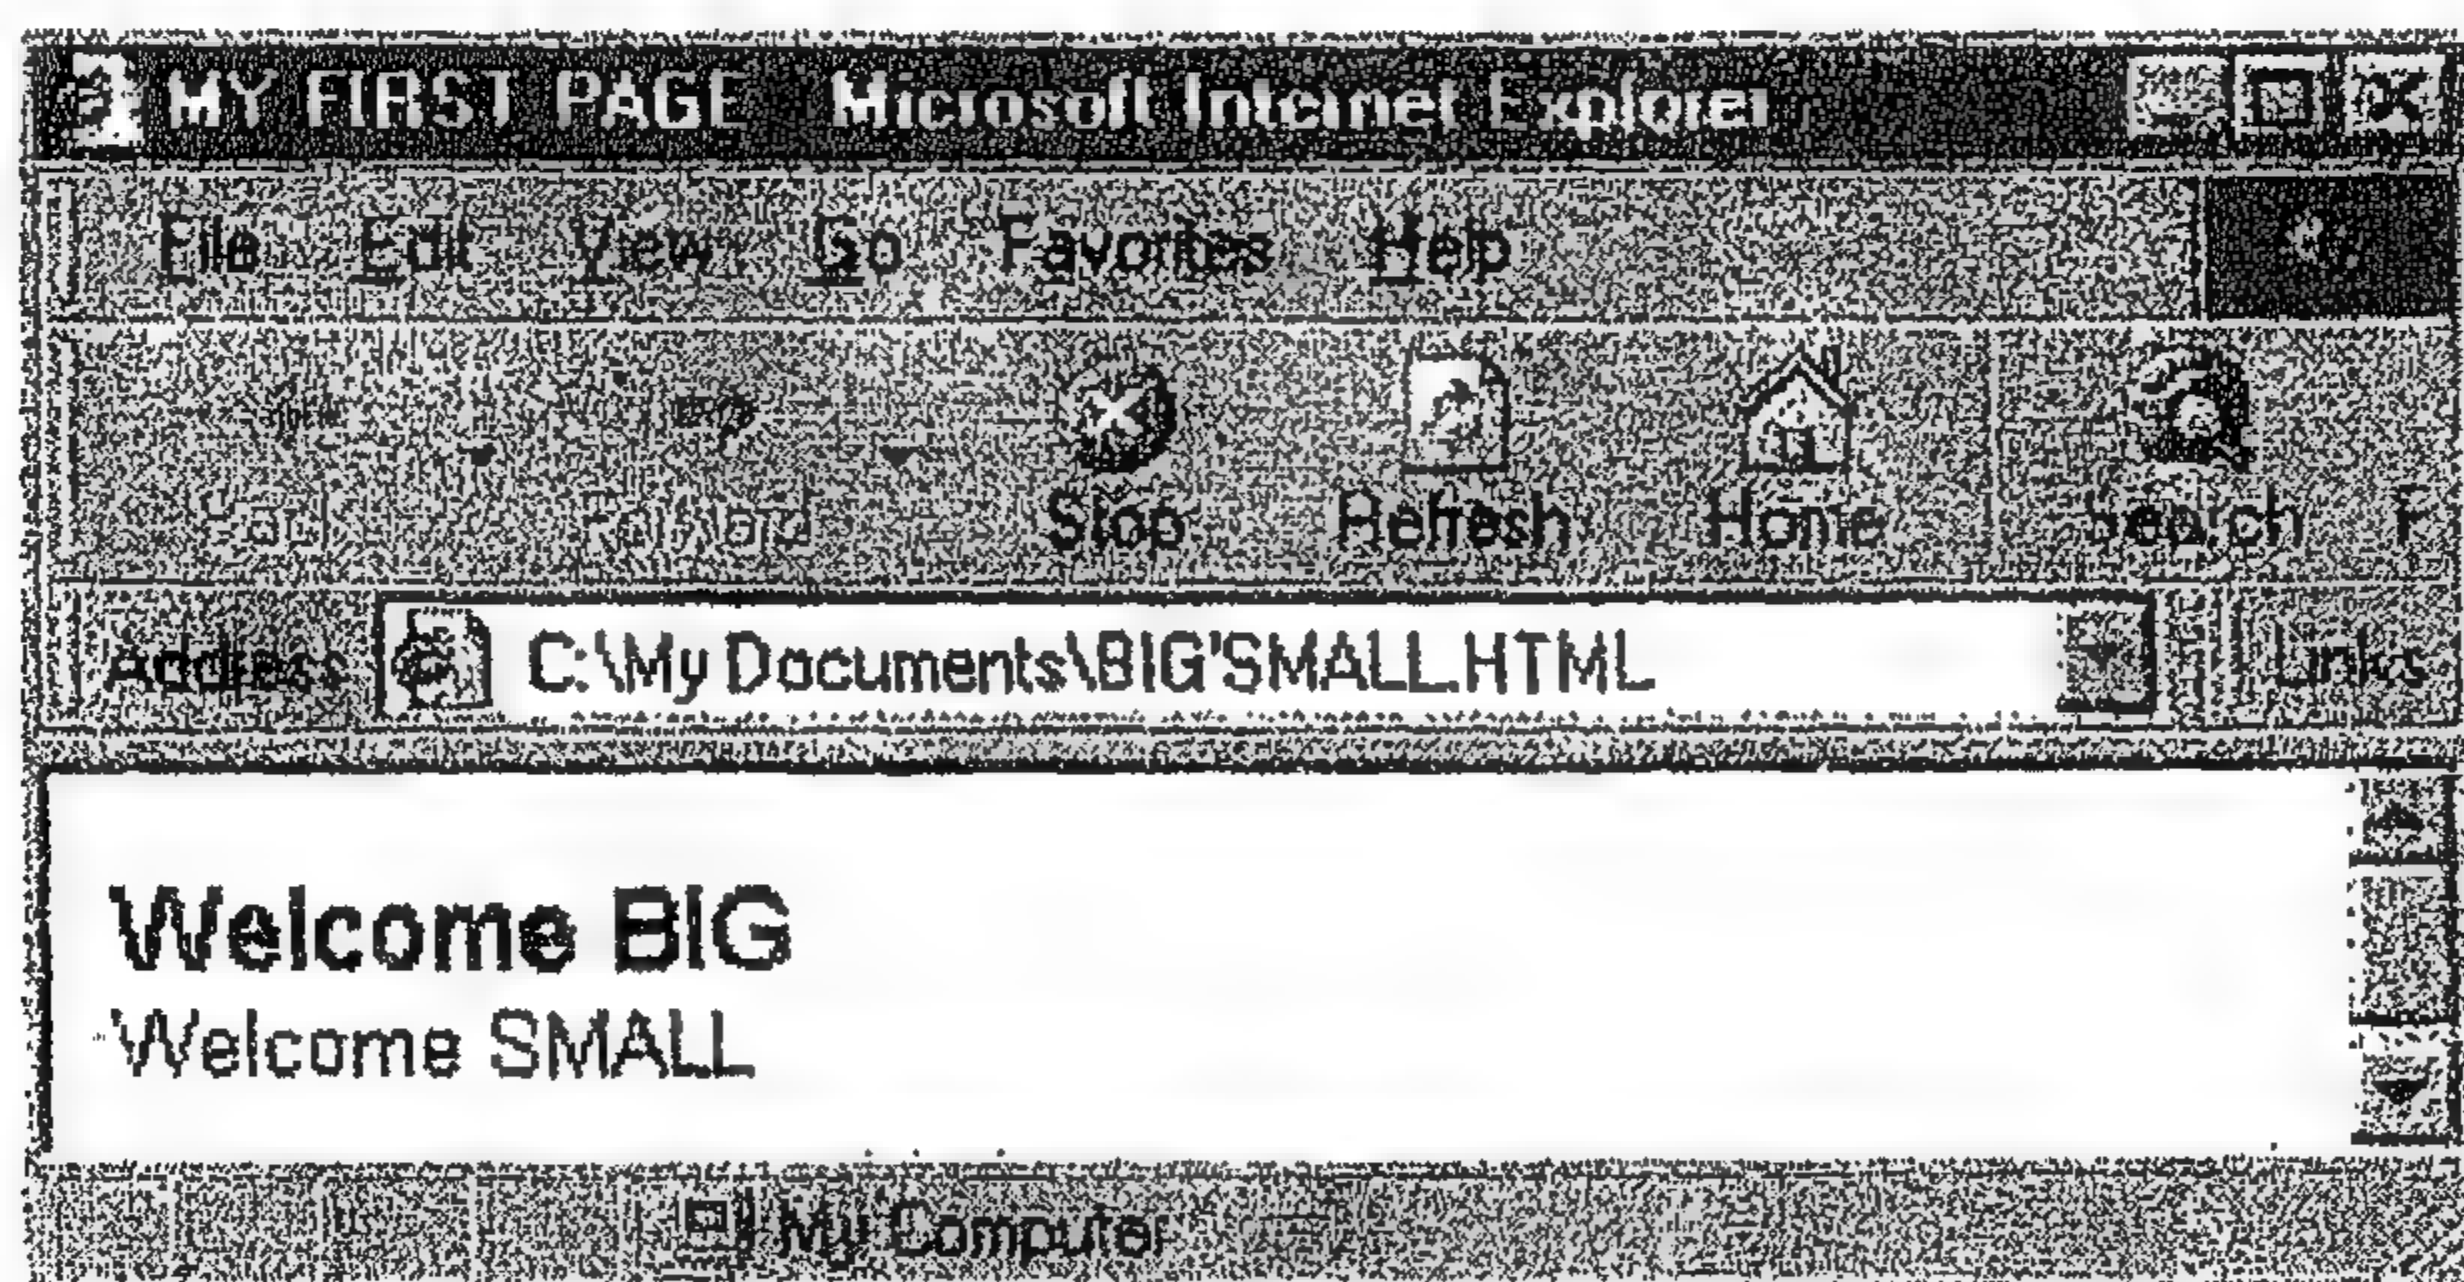 MY FIRST PAGE Microsoft Internet Explorer
File Edit View Go Favorites Help
Stop Refresh Home Search F
Address C:\My Documents\BIG'SMALL.HTML Links
Welcome BIG
Welcome SMALL
My Computer